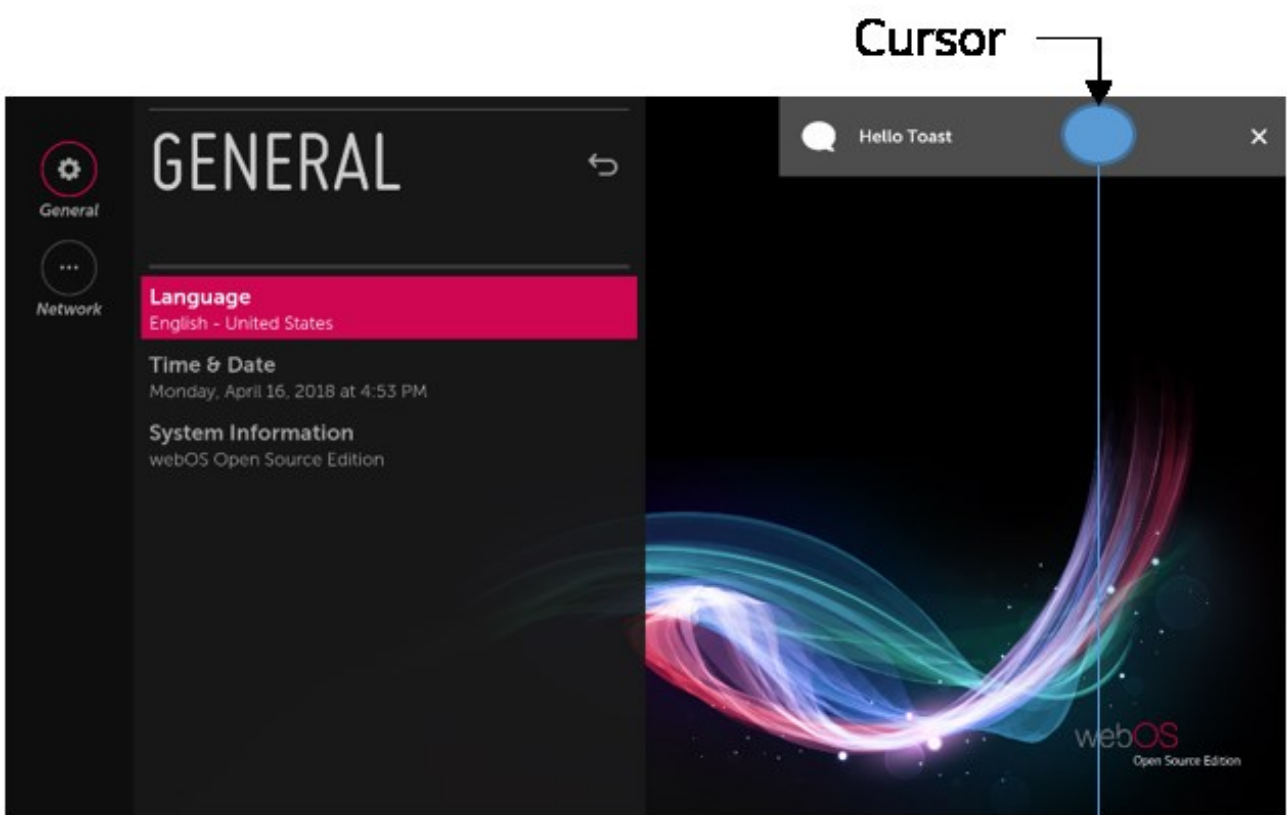 Cursor
Hello Toast
GENERAL
General
Network
Language
English - United States
Time & Date
Monday, April 16, 2018 at 4:53 PM
System Information
webOS Open Source Edition
webOS
Open Source Edition